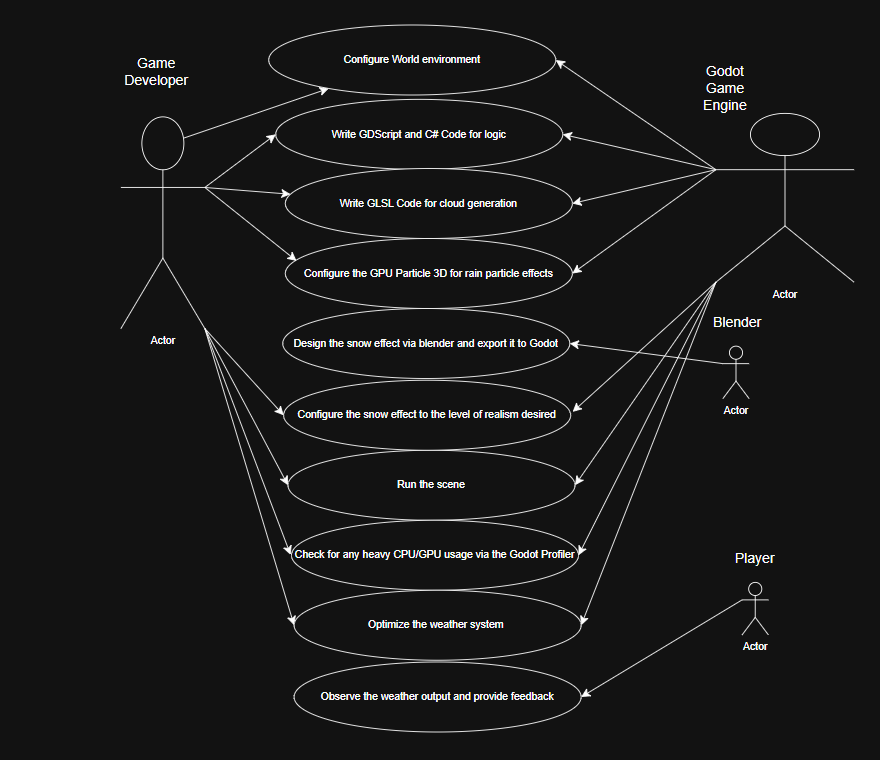 Game
Developer
Configure World environment
Godot
Game
Engine
Write GDScript and C# Code for logic
Write GLSL Code for cloud generation
Configure the GPU Particle 3D for rain particle effects
Actor
Actor
Blender
Design the snow effect via blender and export it to Godot
Actor
Configure the snow effect to the level of realism desired
Run the scene
Check for any heavy CPU/GPU usage via the Godot Profiler
Player
Optimize the weather system
Actor
Observe the weather output and provide feedback